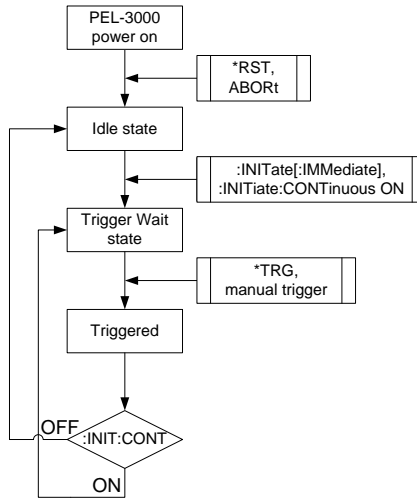 PEL-3000
power on
*RST,
ABORt
Idle state
:INITate[:IMMediate],
:INITiate:CONTinuous ON
Trigger Wait
state
*TRG,
manual trigger
Triggered
OFF
:INIT:CONT
ON